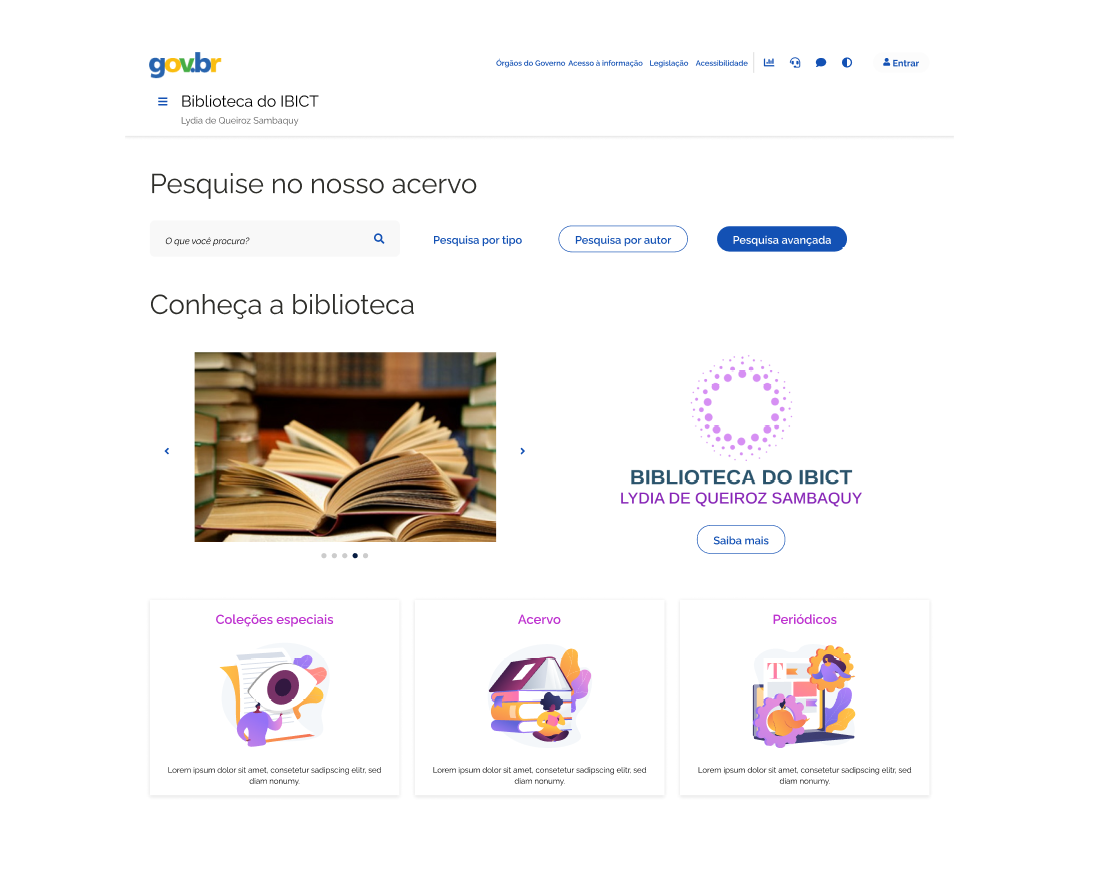 gov.br
Órgãos do Governo Acesso à informação Legislação Acessibilidade
Entrar
Biblioteca do IBICT
Lydia de Queiroz Sambaquy
Pesquise no nosso acervo
O que você procura?
Pesquisa por tipo
Pesquisa por autor
Pesquisa avançada
Conheça a biblioteca
BIBLIOTECA DO IBICT
LYDIA DE QUEIROZ SAMBAQUY
Saiba mais
Coleções especiais
Lorem ipsum dolor sit amet, consetetur sadipscing elitr, sed
diam nonumy.
Acervo
Lorem ipsum dolor sit amet, consetetur sadipscing elitr, sed
diam nonumy.
Periódicos
T
Lorem ipsum dolor sit amet, consetetur sadipscing elitr, sed
diam nonumy.